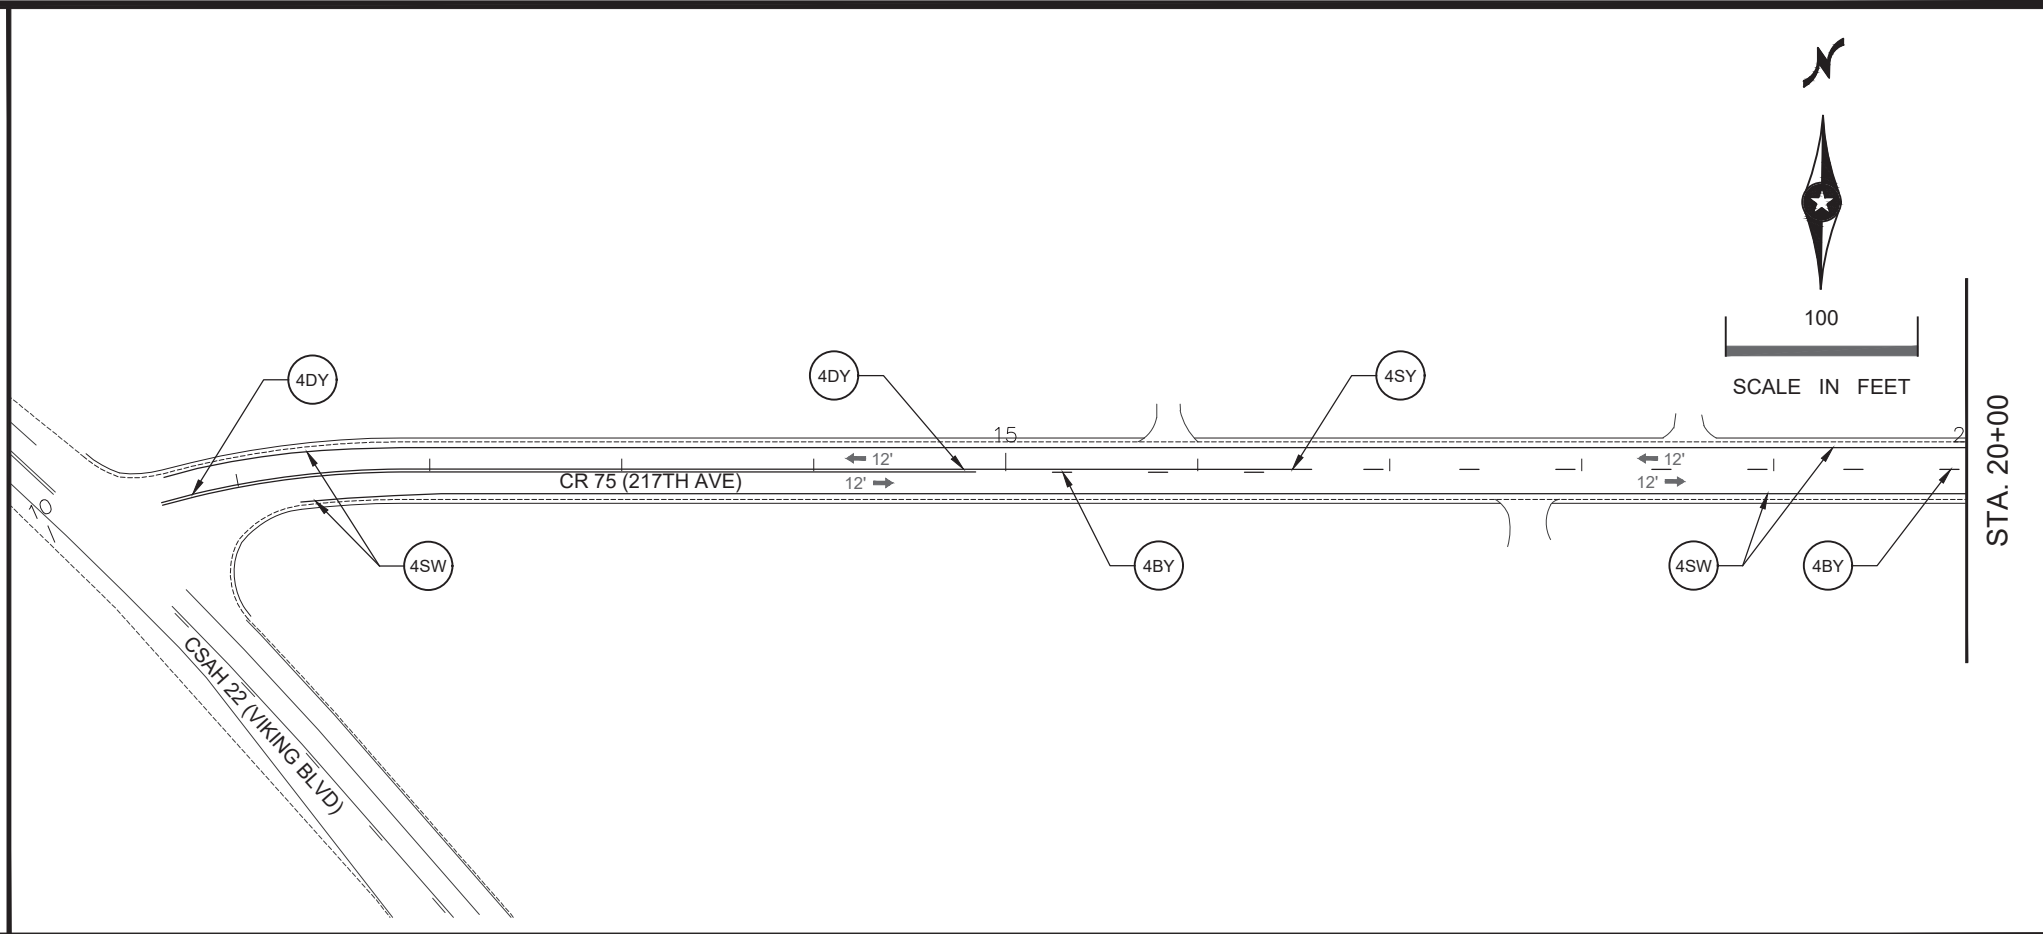 N
100
SCALE IN FEET
STA. 20+00
4DY
4DY
4SY
15
2
12'
12'
CR 75 (217TH AVE)
12'
12'
4SW
4BY
4SW
4BY
CSAH 22 (VIKING BLVD)